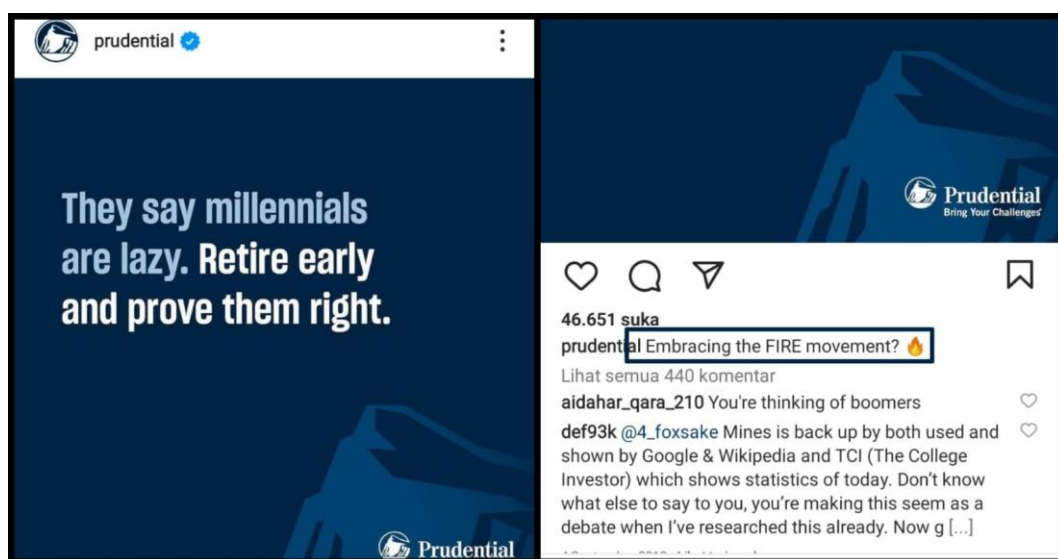 prudential
They say millennials
are lazy. Retire early
and prove them right.
Prudential
Prudential
Bring Your Challenges®
46.651 suka
prudential Embracing the FIRE movement? 🔥
Lihat semua 440 komentar
aidahar_qara_210 You're thinking of boomers
def93k @4_foxsake Mines is back up by both used and
shown by Google & Wikipedia and TCI (The College
Investor) which shows statistics of today. Don't know
what else to say to you, you're making this seem as a
debate when I've researched this already. Now g [...]